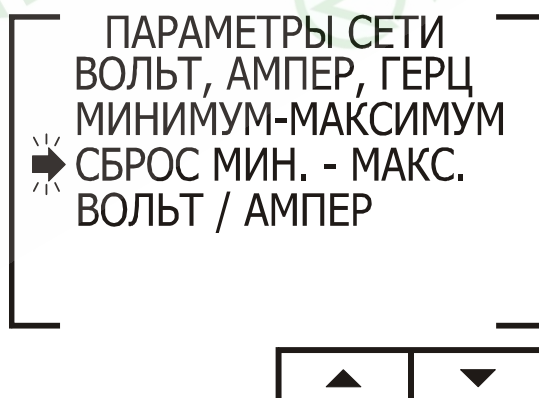 ПАРАМЕТРЫ СЕТИ
ВОЛЬТ, АМПЕР, ГЕРЦ
МИНИМУМ-МАКСИМУМ
СБРОС МИН. - МАКС.
ВОЛЬТ / АМПЕР